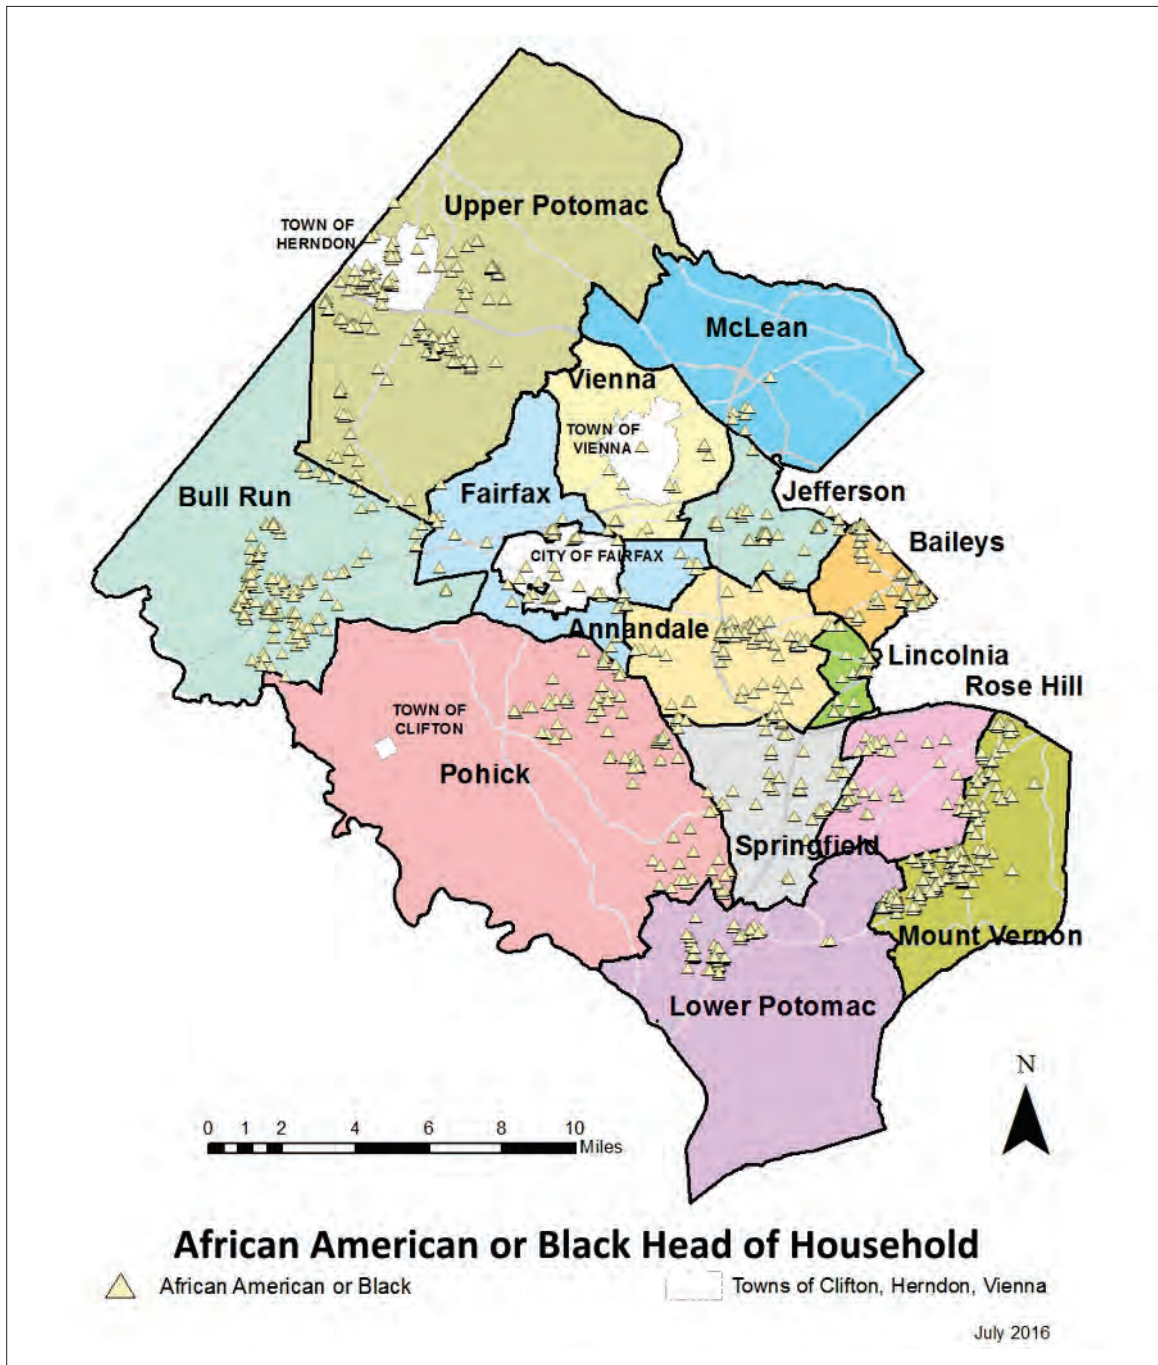 Upper Potomac
TOWN OF
HERNDON
McLean
Vienna
TOWN OF
VIENNA
Jefferson
Bull Run
Fairfax
Baileys
CITY OF FAIRFAX
Annandale
Lincolnia
Rose Hill
TOWN OF
CLIFTON
Pohick
Springfield
Mount Vernon
Lower Potomac
N
0 1 2 4 6 8 10
Miles
African American or Black Head of Household
African American or Black
Towns of Clifton, Herndon, Vienna
July 2016